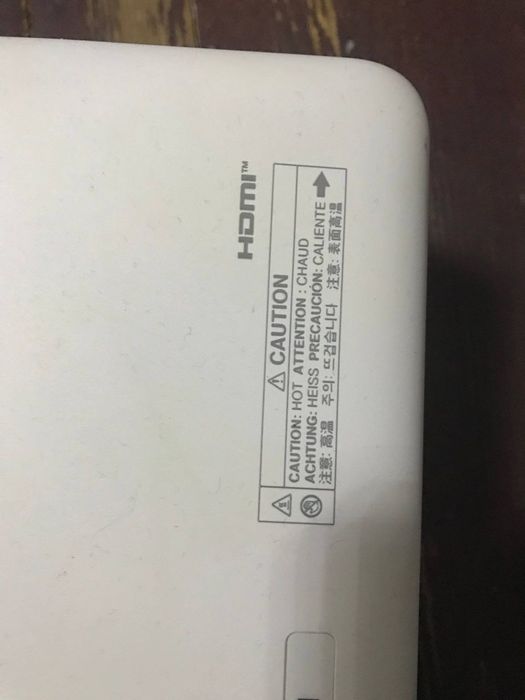 HDMI™
⚠ CAUTION
CAUTION: HOT ATTENTION : CHAUD
ACHTUNG: HEISS PRECAUCIÓN: CALIENTE
注意: 高温 주의: 뜨겁습니다 注意: 表面高溫